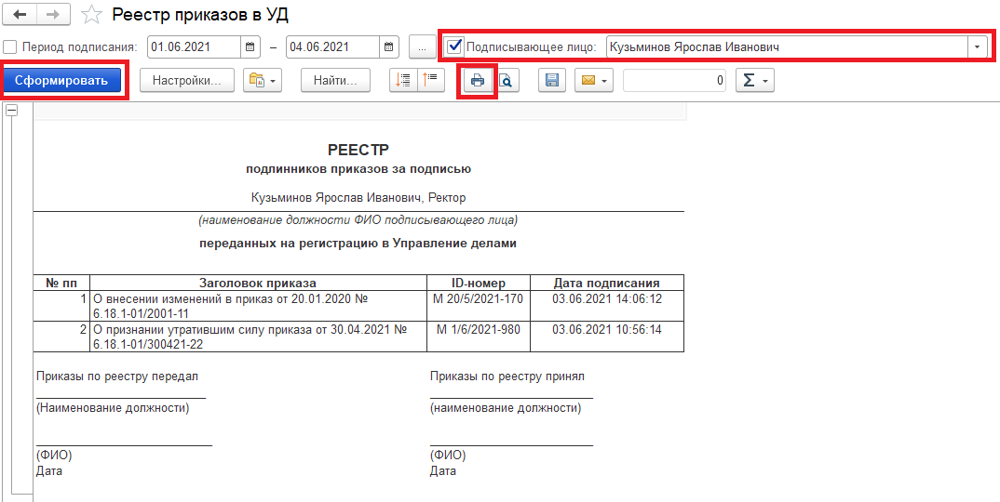 Реестр приказов в УД
Период подписания: 01.06.2021 – 04.06.2021 ... Подписывающее лицо: Кузьминов Ярослав Иванович
Сформировать Настройки... Найти... 0 Σ
РЕЕСТР
подлинников приказов за подписью
Кузьминов Ярослав Иванович, Ректор
(наименование должности ФИО подписывающего лица)
переданных на регистрацию в Управление делами
№ пп Заголовок приказа ID-номер Дата подписания
1 О внесении изменений в приказ от 20.01.2020 № M 20/5/2021-170 03.06.2021 14:06:12
6.18.1-01/2001-11
2 О признании утратившим силу приказа от 30.04.2021 № M 1/6/2021-980 03.06.2021 10:56:14
6.18.1-01/300421-22
Приказы по реестру передал Приказы по реестру принял
(Наименование должности) (наименование должности)
(ФИО) (ФИО)
Дата Дата